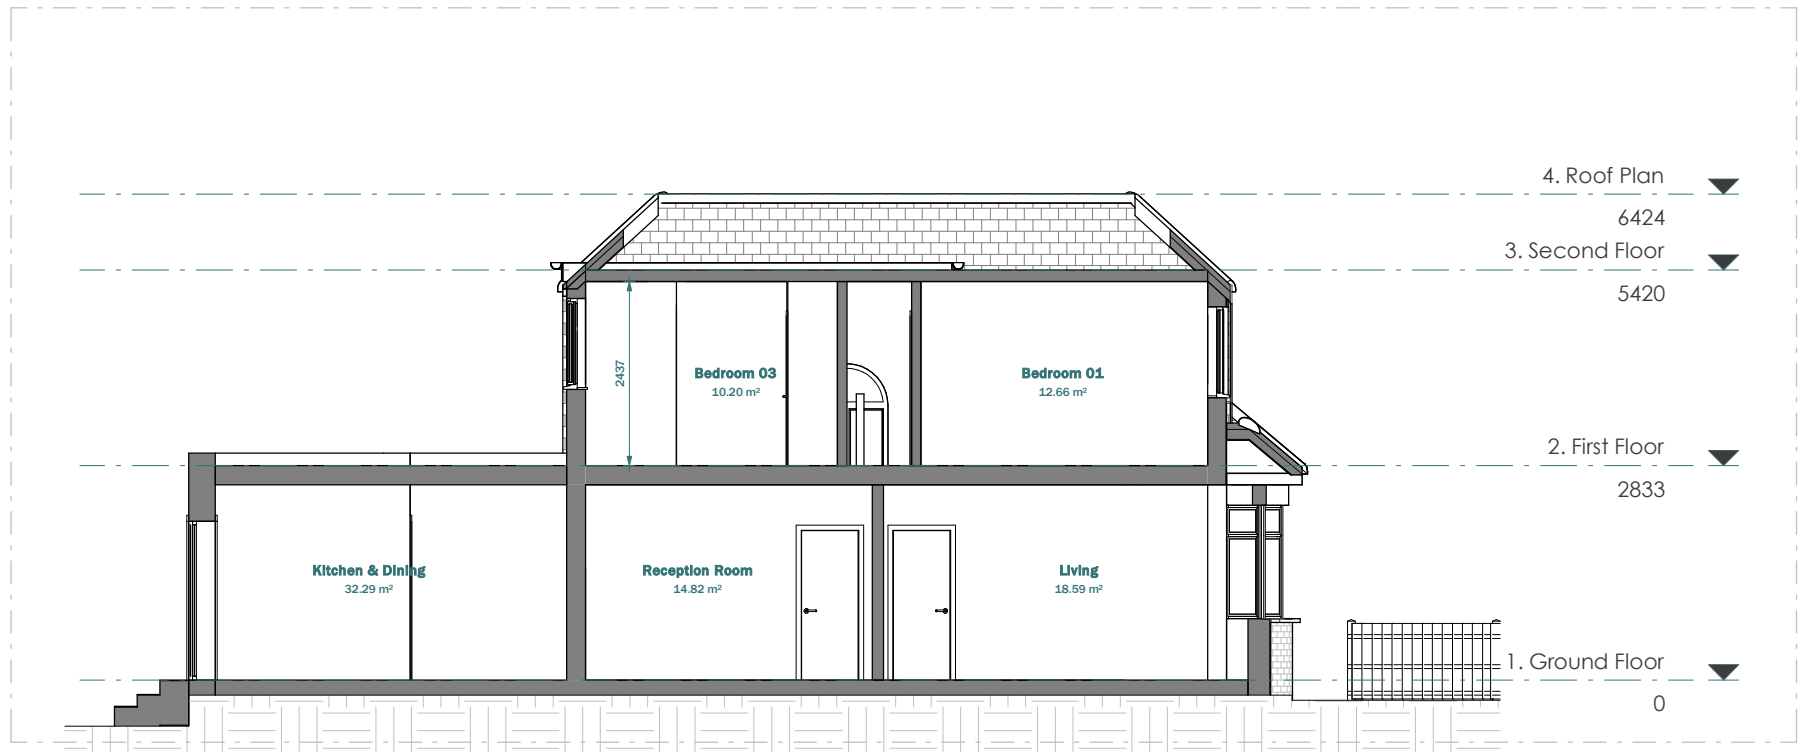 4. Roof Plan
6424
3. Second Floor
5420
2437
Bedroom 03
10.20 m²
Bedroom 01
12.66 m²
2. First Floor
2833
Kitchen & Dining
32.29 m²
Reception Room
14.82 m²
Living
18.59 m²
1. Ground Floor
0